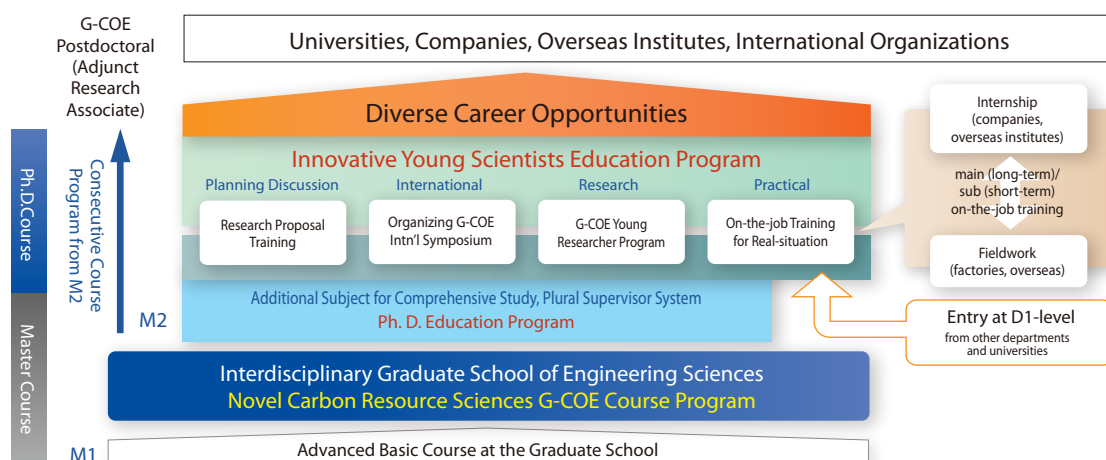 G-COE
Postdoctoral
(Adjunct
Research
Associate)
Universities, Companies, Overseas Institutes, International Organizations
Diverse Career Opportunities
Innovative Young Scientists Education Program
Planning Discussion
International
Research
Practical
Research Proposal
Training
Organizing G-COE
Intn'l Symposium
G-COE Young
Researcher Program
On-the-job Training
for Real-situation
Internship
(companies,
overseas institutes)
main (long-term)/
sub (short-term)
on-the-job training
Fieldwork
(factories, overseas)
Ph.D.Course
Consecutive Course
Program from M2
Additional Subject for Comprehensive Study, Plural Supervisor System
Ph. D. Education Program
M2
Entry at D1-level
from other departments
and universities
Master Course
Interdisciplinary Graduate School of Engineering Sciences
Novel Carbon Resource Sciences G-COE Course Program
M1
Advanced Basic Course at the Graduate School